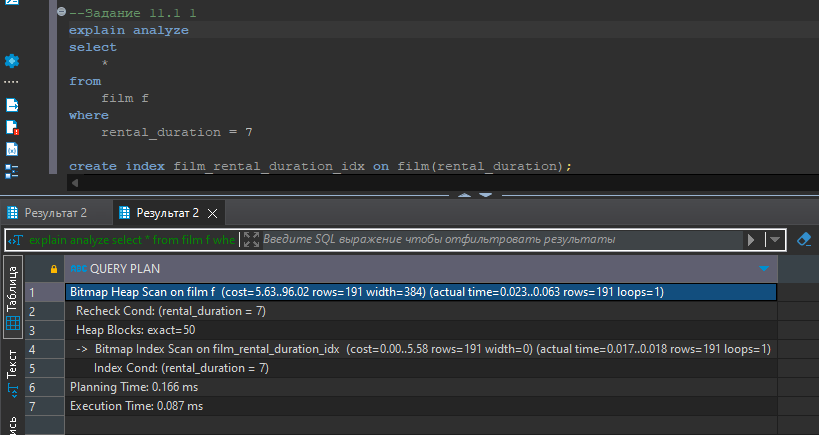 --Задание 11.1 1
explain analyze
select
*
from
film f
where
rental_duration = 7
create index film_rental_duration_idx on film(rental_duration);
Результат 2
Результат 2
explain analyze select * from film f whe
Введите SQL выражение чтобы отфильтровать результаты
Таблица
Текст
QUERY PLAN
1 Bitmap Heap Scan on film f (cost=5.63..96.02 rows=191 width=384) (actual time=0.023..0.063 rows=191 loops=1)
2 Recheck Cond: (rental_duration = 7)
3 Heap Blocks: exact=50
4 -> Bitmap Index Scan on film_rental_duration_idx (cost=0.00..5.58 rows=191 width=0) (actual time=0.017..0.018 rows=191 loops=1)
5 Index Cond: (rental_duration = 7)
6 Planning Time: 0.166 ms
7 Execution Time: 0.087 ms